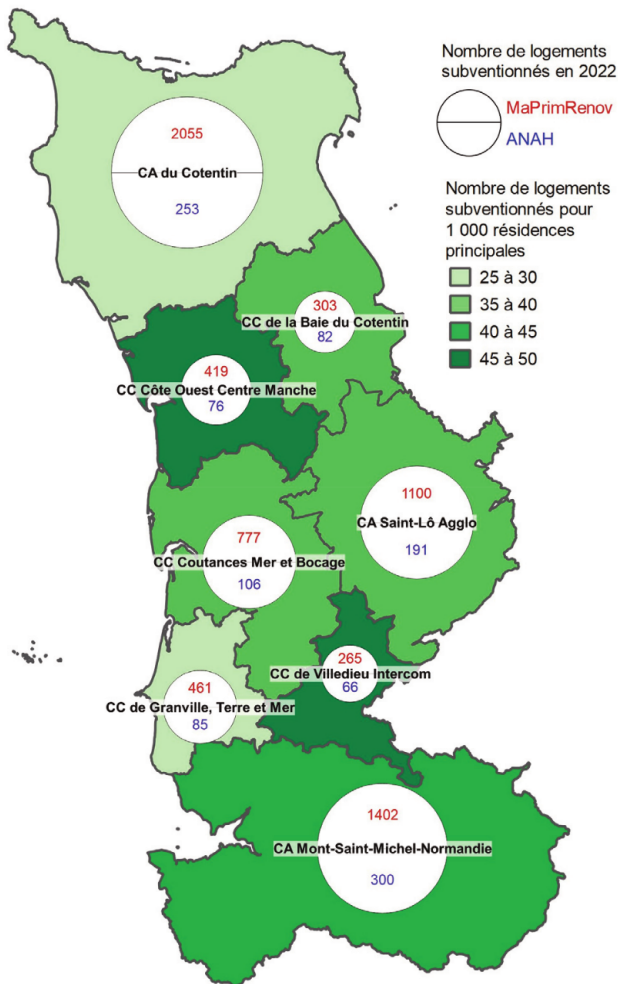 Nombre de logements
subventionnés en 2022
MaPrimRenov
ANAH
Nombre de logements
subventionnés pour
1 000 résidences
principales
25 à 30
35 à 40
40 à 45
45 à 50
2055
CA du Cotentin
253
303
CC de la Baie du Cotentin
82
419
CC Côte Ouest Centre Manche
76
1100
CA Saint-Lô Agglo
191
777
CC Coutances Mer et Bocage
106
265
CC de Villedieu Intercom
66
461
CC de Granville, Terre et Mer
85
1402
CA Mont-Saint-Michel-Normandie
300